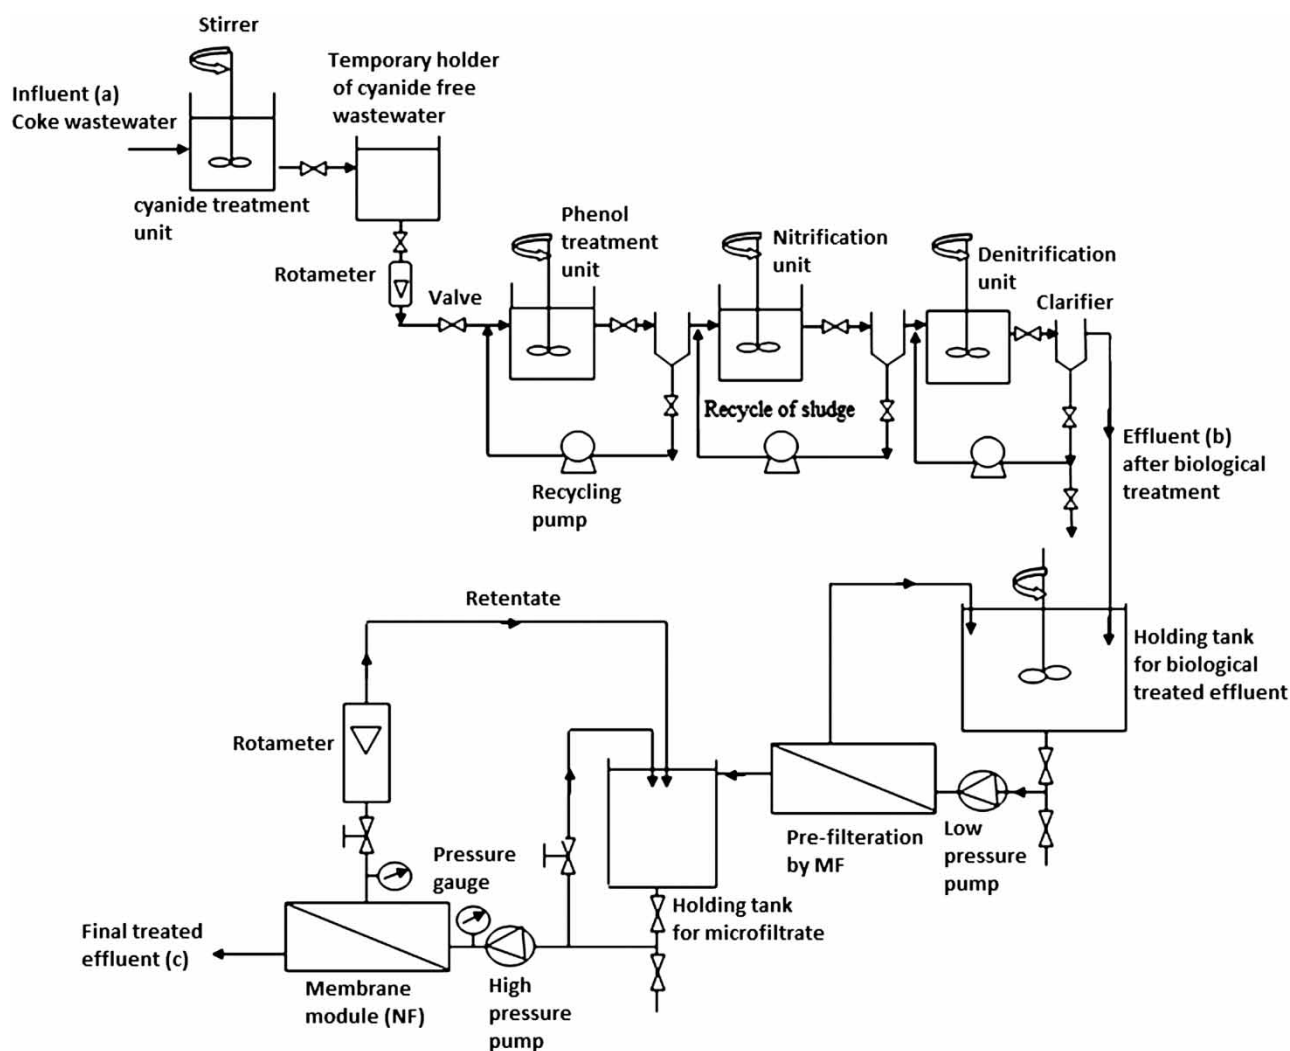 Stirrer
Temporary holder
of cyanide free
wastewater
Influent (a)
Coke wastewater
cyanide treatment
unit
Phenol
treatment
unit
Nitrification
unit
Denitrification
unit
Rotameter
Valve
Clarifier
Recycle of sludge
Recycling
pump
Effluent (b)
after biological
treatment
Retentate
Holding tank
for biological
treated effluent
Rotameter
Pre-filteration
by MF
Low
pressure
pump
Pressure
gauge
Holding tank
for microfiltrate
Final treated
effluent (c)
Membrane
module (NF)
High
pressure
pump